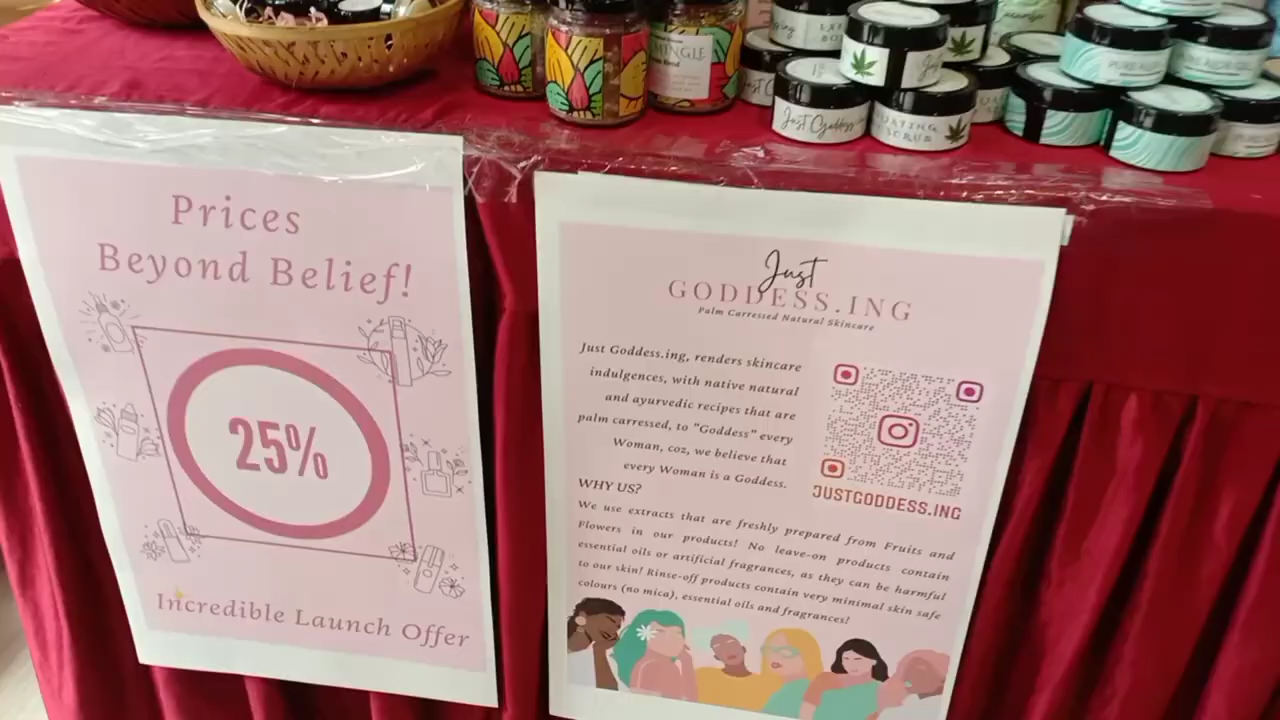 MINGLE
Just Goddess
SCRUB
Prices
Beyond Belief!
25%
Incredible Launch Offer
Just
GODDESS.ING
Palm Carressed Natural Skincare
Just Goddess.ing, renders skincare
indulgences, with native natural
and ayurvedic recipes that are
palm carressed, to "Goddess" every
Woman, coz, we believe that
every Woman is a Goddess.
JUSTGODDESS.ING
WHY US?
We use extracts that are freshly prepared from Fruits and
Flowers in our products! No leave-on products contain
essential oils or artificial fragrances, as they can be harmful
to our skin! Rinse-off products contain very minimal skin safe
colours (no mica), essential oils and fragrances!